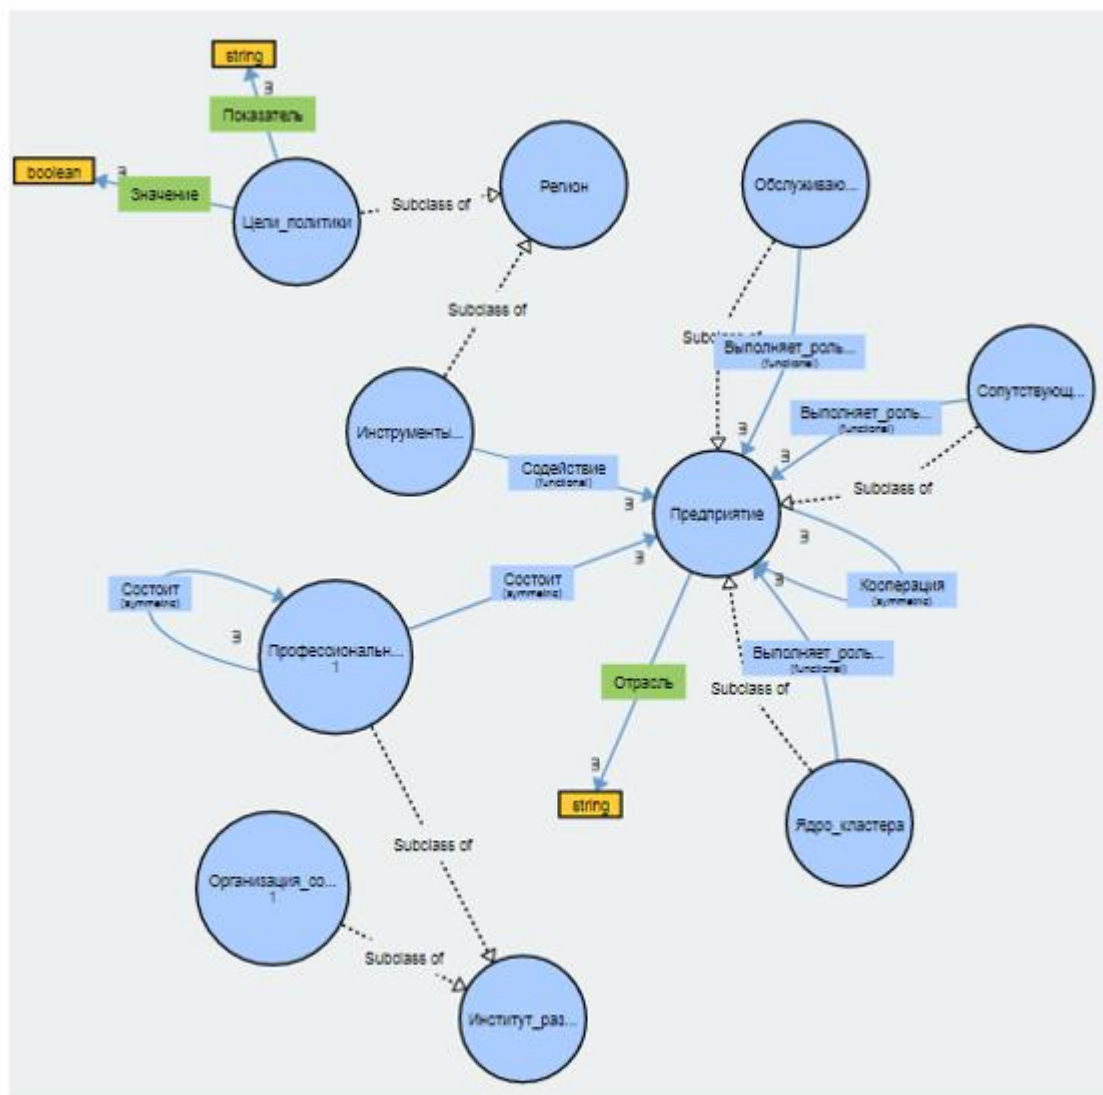 string
∃
Показатель
boolean
∃
Значение
Цели_политики
Subclass of
Регион
Обслуживаю...
Subclass of
Subclass of
Выполняет_роль...
(functional)
Сопутствующ...
Выполняет_роль...
(functional)
∃
∃
Инструменты...
Содействие
(functional)
∃
Subclass of
Предприятие
∃
∃
∃
Состоит
(symmetric)
Состоит
(symmetric)
Кооперация
(symmetric)
∃
Профессиональн...
1
Выполняет_роль...
(functional)
Отрасль
Subclass of
∃
string
Ядро_кластера
Subclass of
Организация_со...
1
Subclass of
Институт_раз...